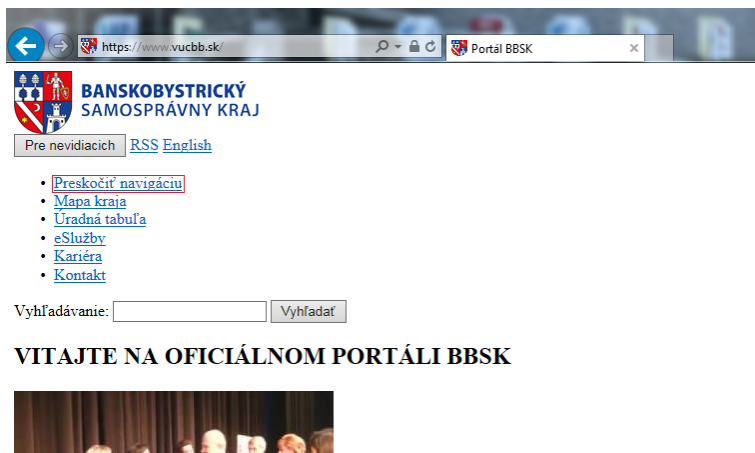 https://www.vucbb.sk/
Portál BBSK
BANSKOBYSTRICKÝ
SAMOSPRÁVNY KRAJ
Pre nevidiacich RSS English
• Preskočiť navigáciu
• Mapa kraja
• Úradná tabuľa
• eSlužby
• Kariéra
• Kontakt
Vyhľadávanie: Vyhľadať
VITAJTE NA OFICIÁLNOM PORTÁLI BBSK